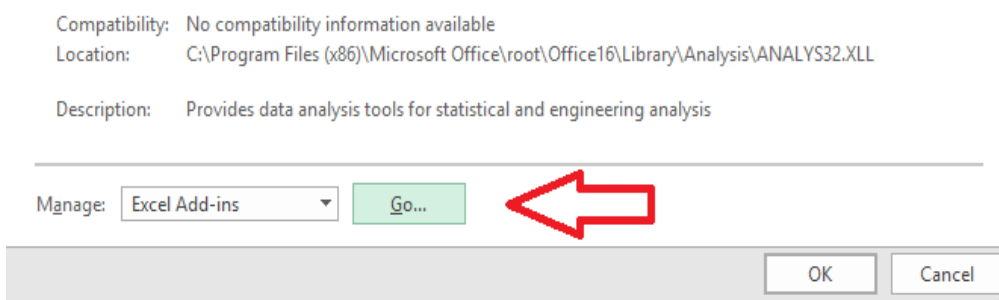 Compatibility: No compatibility information available
Location: C:\Program Files (x86)\Microsoft Office\root\Office16\Library\Analysis\ANALYS32.XLL
Description: Provides data analysis tools for statistical and engineering analysis
Manage: Excel Add-ins Go...
OK Cancel